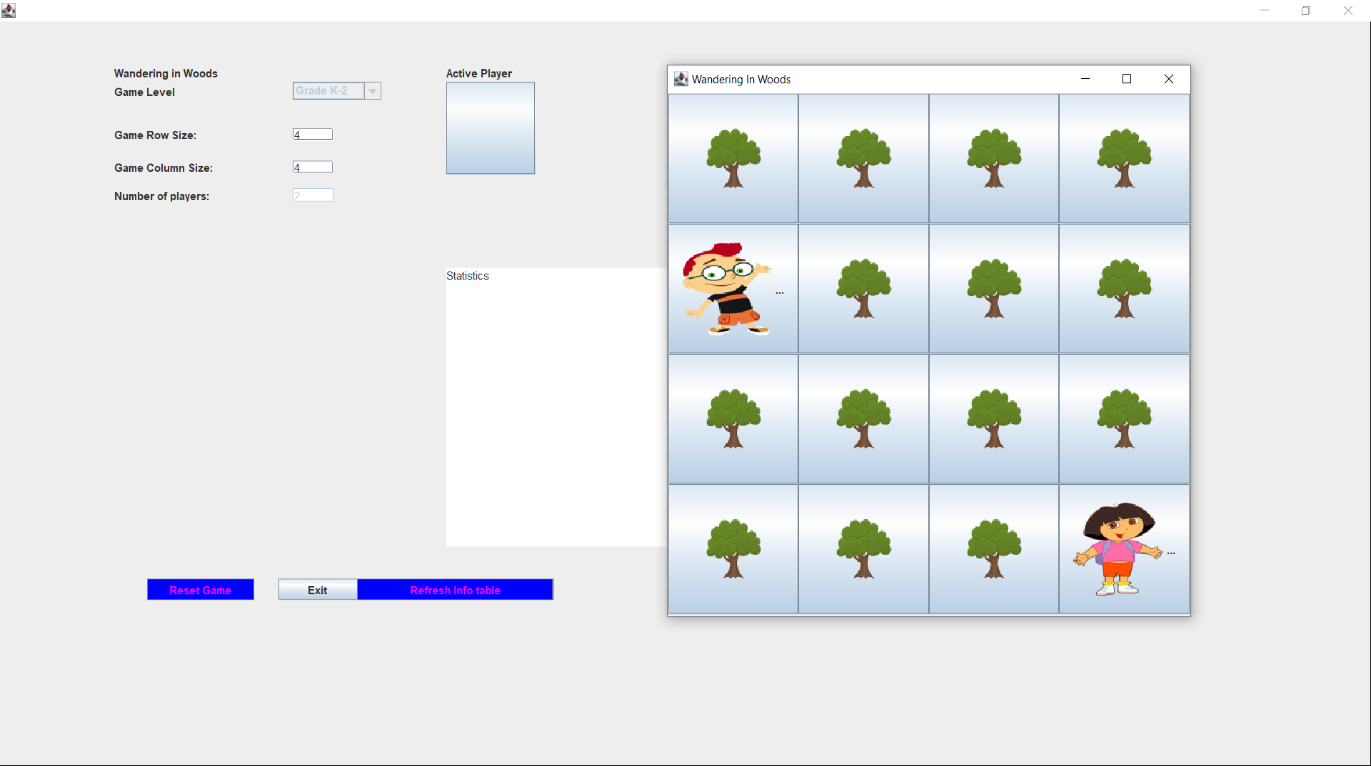 Wandering in Woods
Game Level
Grade K-2
Game Row Size:
4
Game Column Size:
4
Number of players:
2
Active Player
Statistics
Reset Game
Exit
Refresh Info table
Wandering In Woods
...
...